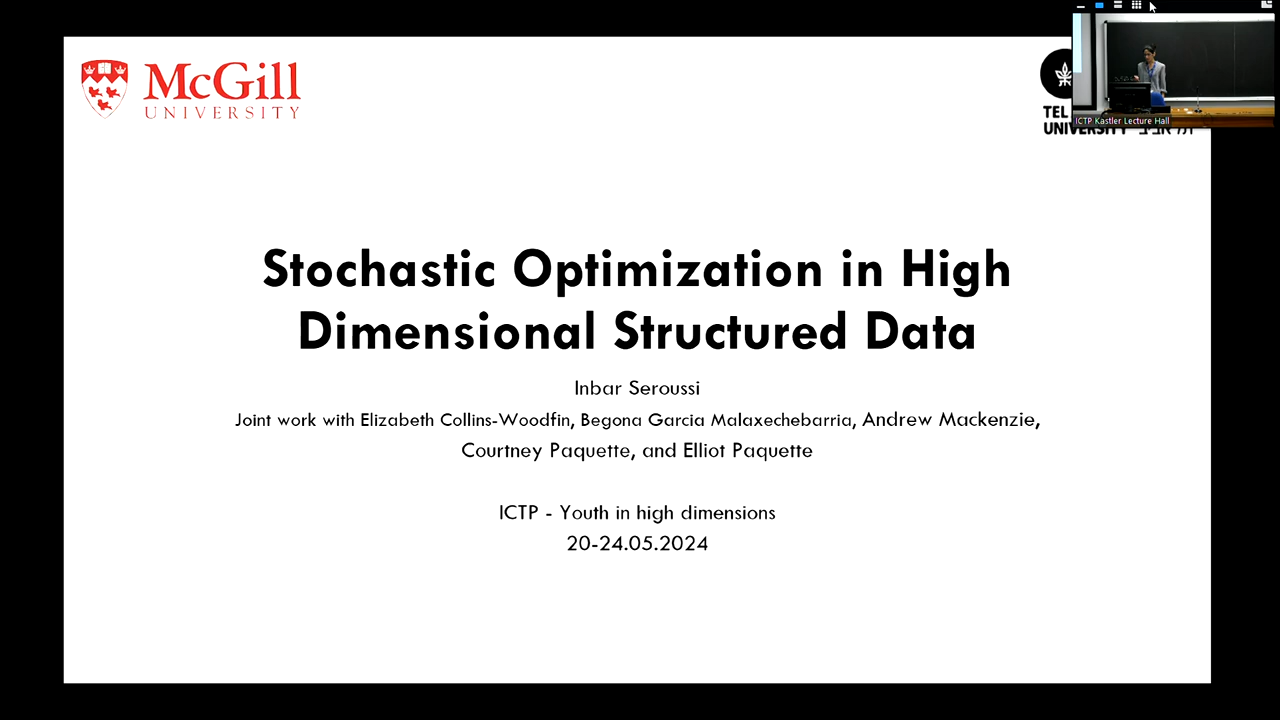 McGill
UNIVERSITY
TEL
UNIVERSITY
ICTP Kastler Lecture Hall
Stochastic Optimization in High
Dimensional Structured Data
Inbar Seroussi
Joint work with Elizabeth Collins-Woodfin, Begona Garcia Malaxechebarria, Andrew Mackenzie,
Courtney Paquette, and Elliot Paquette
ICTP - Youth in high dimensions
20-24.05.2024